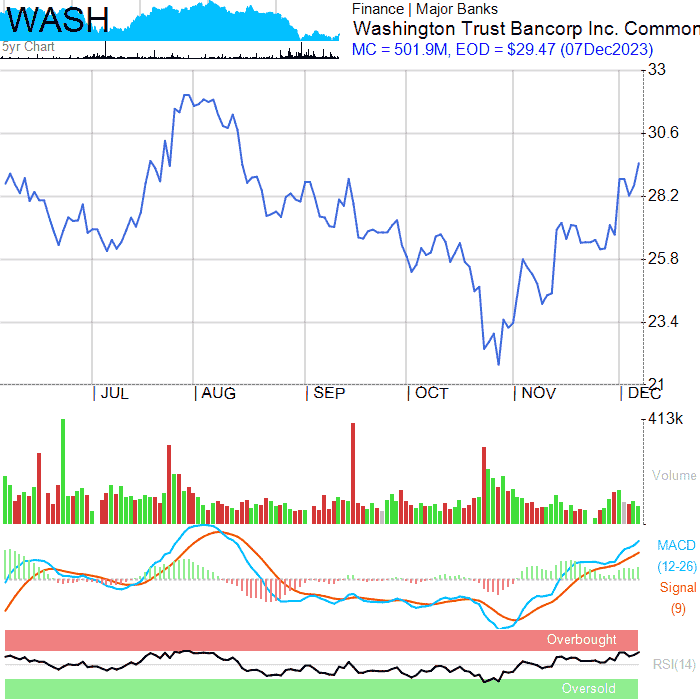 WASH
5yr Chart
Finance | Major Banks
Washington Trust Bancorp Inc. Common
MC = 501.9M, EOD = $29.47 (07Dec2023)
33
30.6
28.2
25.8
23.4
21
JUL AUG SEP OCT NOV DEC
413k
Volume
MACD
(12-26)
Signal
(9)
Overbought
RSI(14)
Oversold